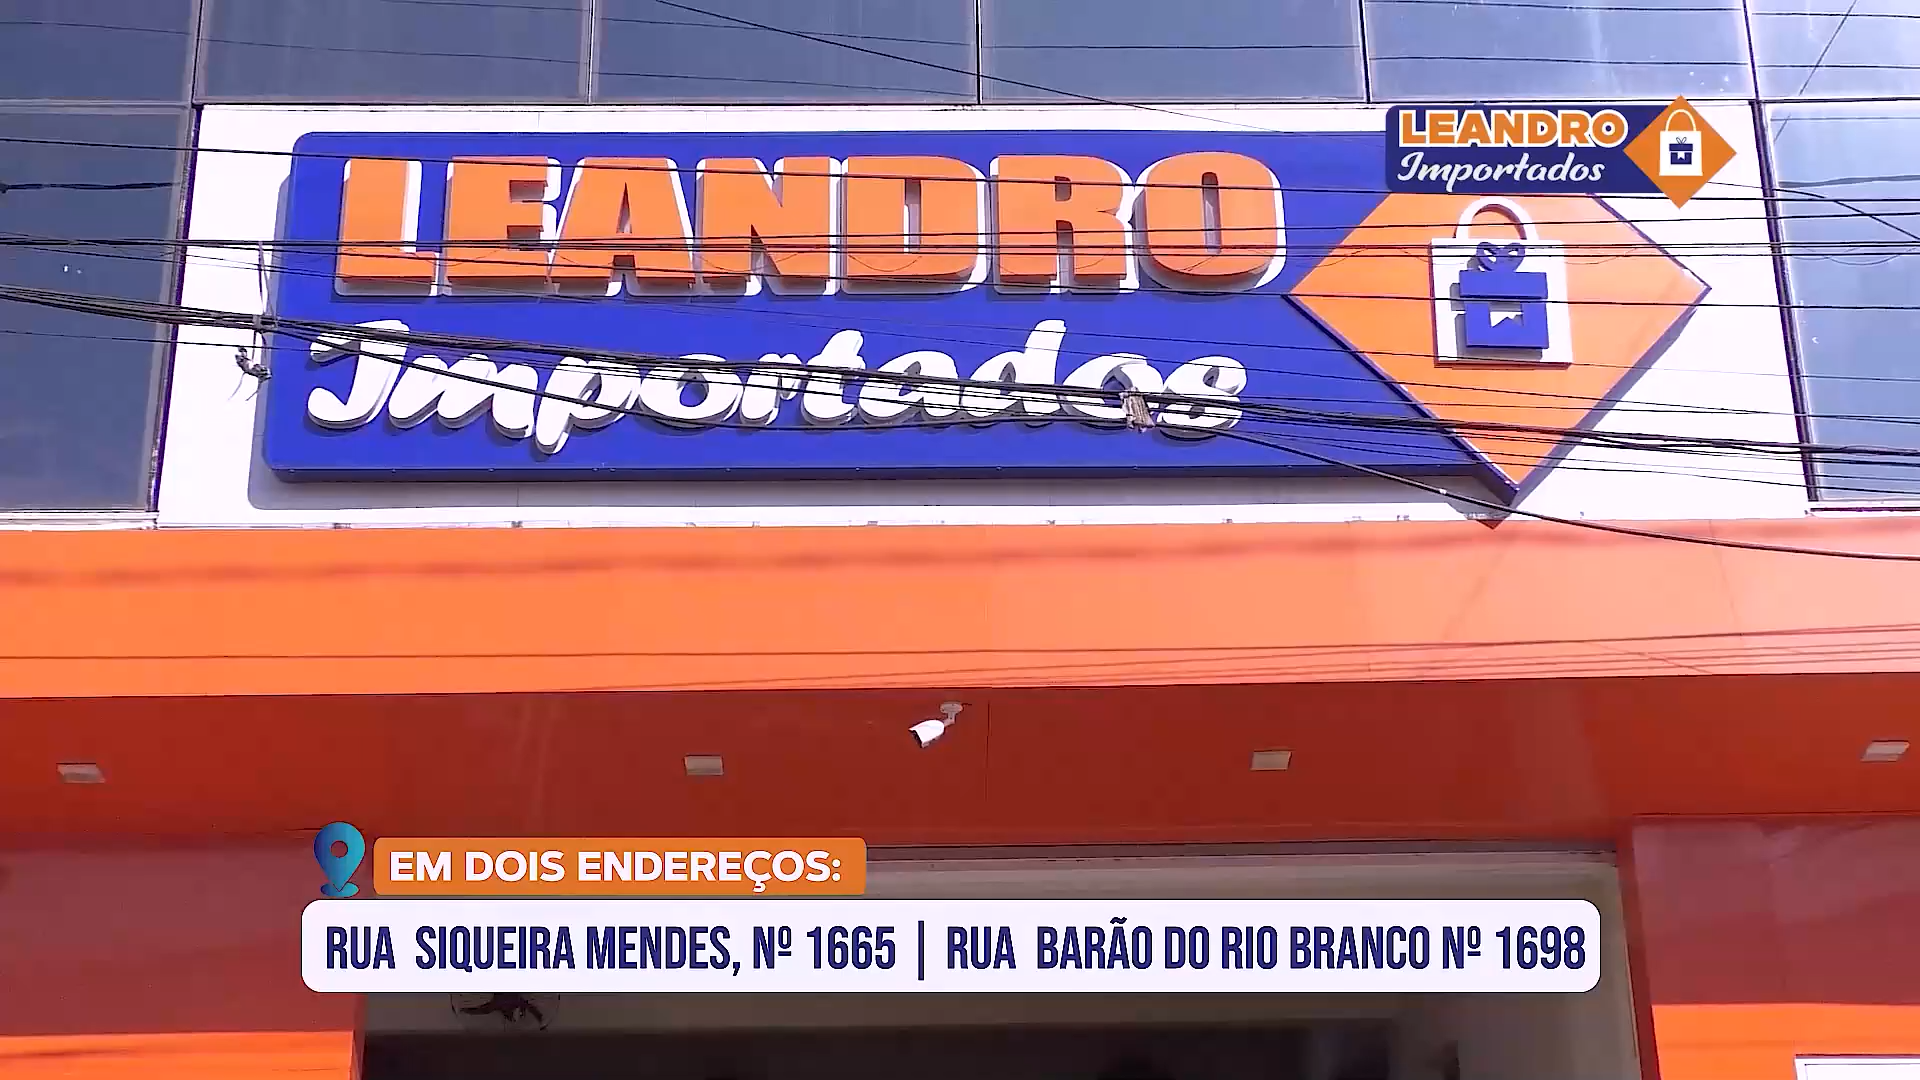 LEANDRO
Importados
LEANDRO
Importados
EM DOIS ENDEREÇOS:
RUA SIQUEIRA MENDES, Nº 1665 | RUA BARÃO DO RIO BRANCO Nº 1698